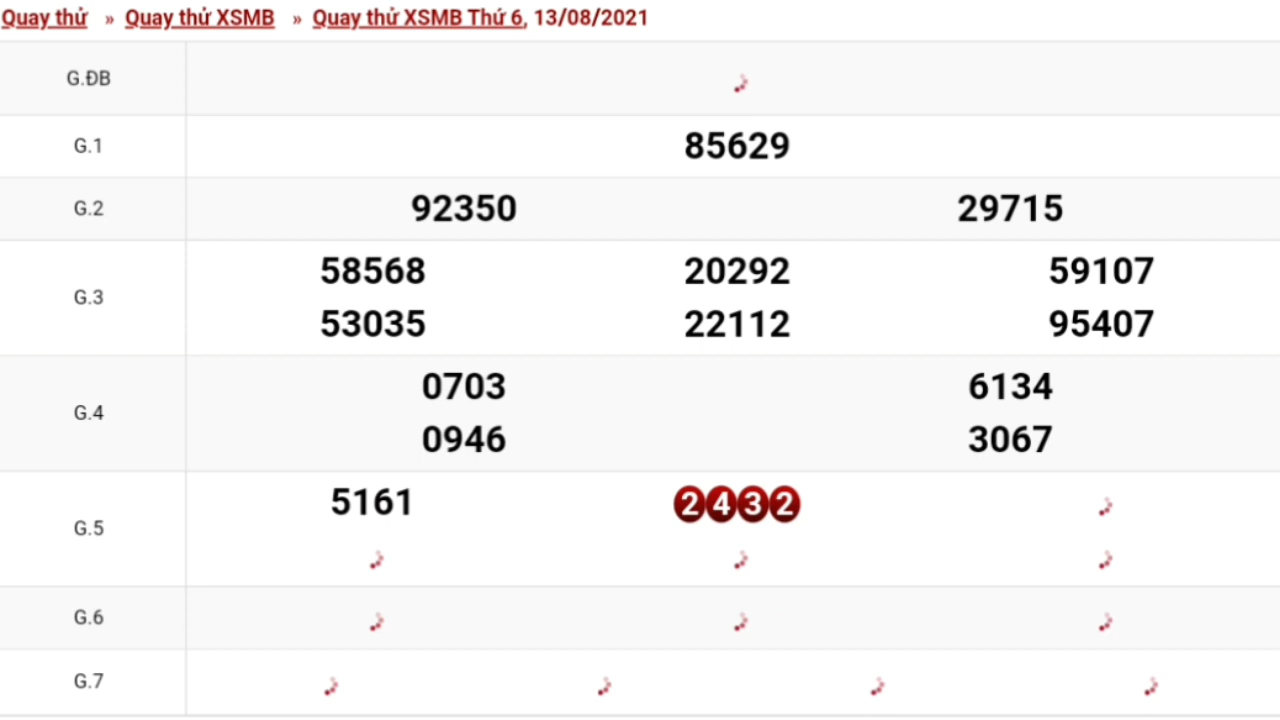 Quay thử » Quay thử XSMB » Quay thử XSMB Thứ 6, 13/08/2021
G.ĐB
G.1 85629
G.2 92350 29715
G.3 58568 20292 59107
53035 22112 95407
G.4 0703 6134
0946 3067
G.5 5161 2432
G.6
G.7